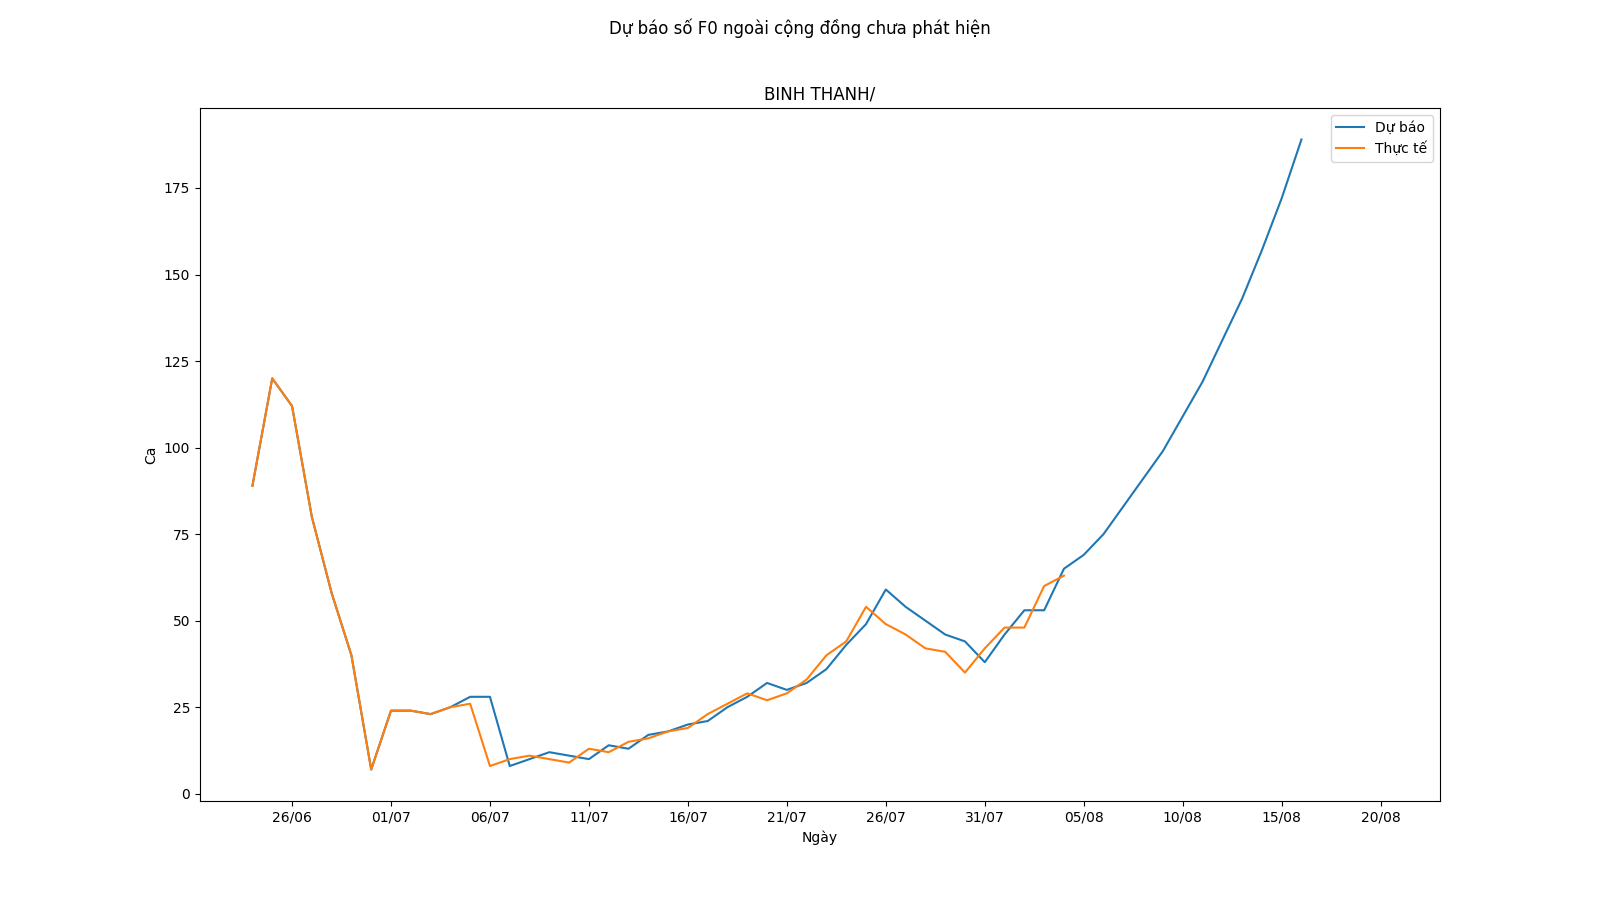 Dự báo số F0 ngoài cộng đồng chưa phát hiện
BINH THANH/
Dự báo
Thực tế
175
150
125
100
75
50
25
0
Ca
26/06 01/07 06/07 11/07 16/07 21/07 26/07 31/07 05/08 10/08 15/08 20/08
Ngày